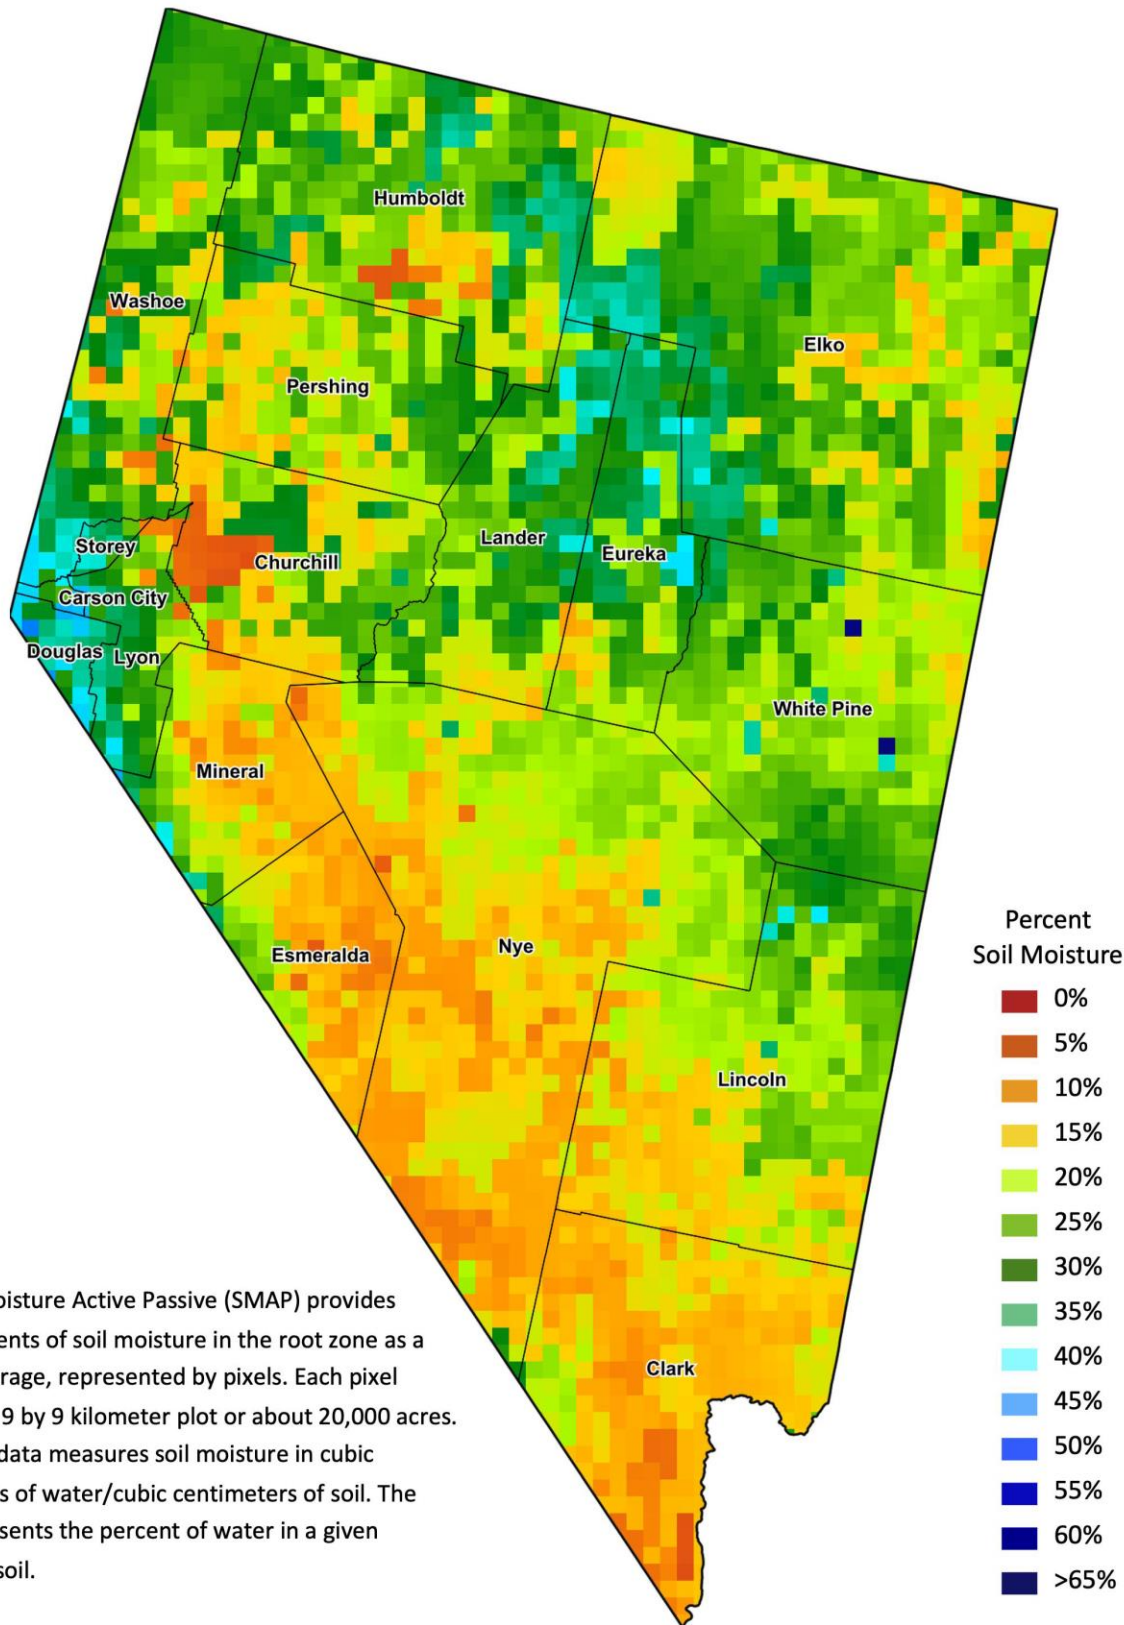 Humboldt
Washoe
Elko
Pershing
Lander
Storey
Eureka
Churchill
Carson City
Douglas
Lyon
White Pine
Mineral
Nye
Esmeralda
Lincoln
Clark
Percent
Soil Moisture
0%
5%
10%
15%
20%
25%
30%
35%
40%
45%
50%
55%
60%
>65%
oisture Active Passive (SMAP) provides
ents of soil moisture in the root zone as a
rage, represented by pixels. Each pixel
9 by 9 kilometer plot or about 20,000 acres.
data measures soil moisture in cubic
s of water/cubic centimeters of soil. The
sents the percent of water in a given
soil.